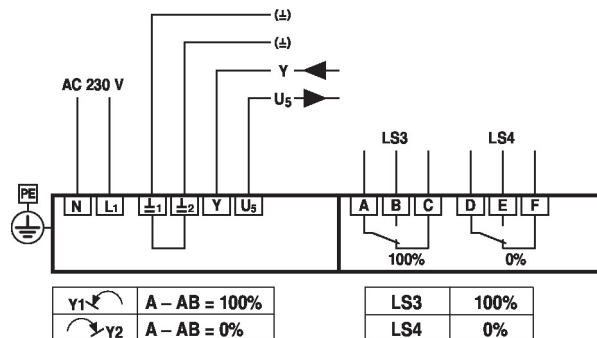 (⊥)
(⊥)
Y
AC 230 V
U5
LS3 LS4
PE
N L1 ⊥1 ⊥2 Y U5 A B C D E F
100% 0%
Y1 A – AB = 100%
Y2 A – AB = 0%
LS3 100%
LS4 0%